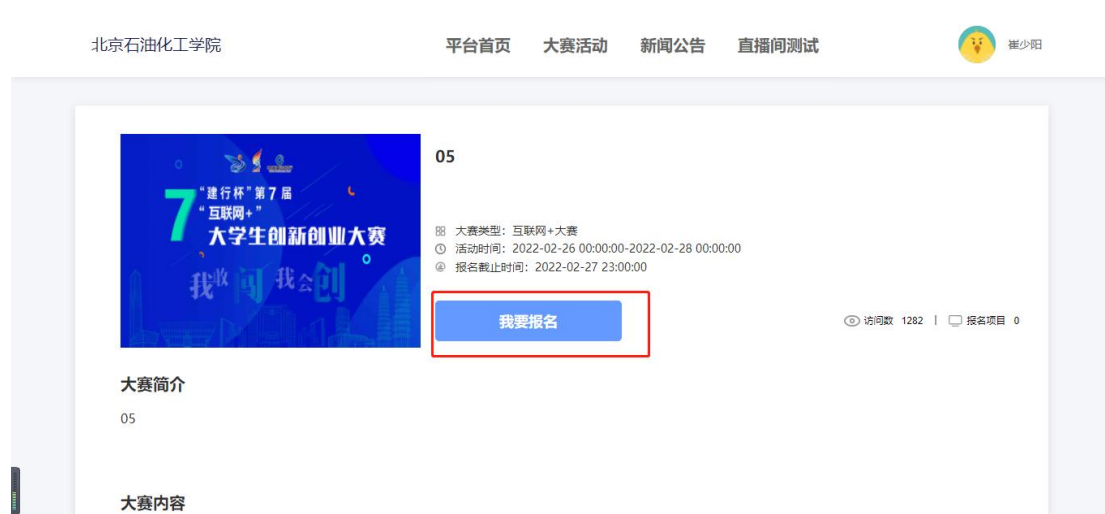 北京石油化工学院
平台首页 大赛活动 新闻公告 直播间测试
崔少阳
7
“建行杯”第7届
“互联网+”
大学生创新创业大赛
我敢闯 我会创
05
大赛类型：互联网+大赛
活动时间：2022-02-26 00:00:00-2022-02-28 00:00:00
报名截止时间：2022-02-27 23:00:00
我要报名
访问数 1282 | 报名项目 0
大赛简介
05
大赛内容